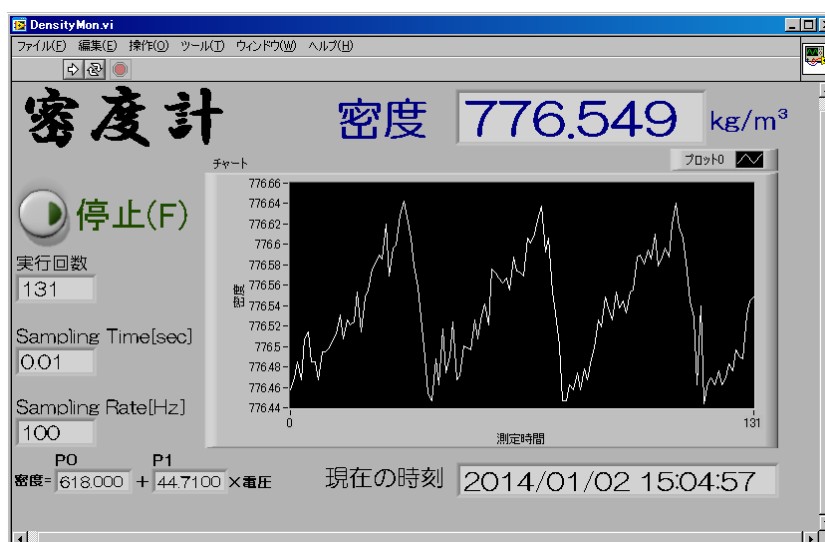 DensityMon.vi
ファイル(F) 編集(E) 操作(O) ツール(T) ウィンドウ(W) ヘルプ(H)
密度計
密度 776.549 kg/m³
チャート
プロット0
停止(F)
実行回数
131
Sampling Time[sec]
0.01
Sampling Rate[Hz]
100
密度
776.66
776.64
776.62
776.6
776.58
776.56
776.54
776.52
776.5
776.48
776.46
776.44
0 131
測定時間
P0 P1
密度= 618.000 + 44.7100 ×電圧
現在の時刻 2014/01/02 15:04:57